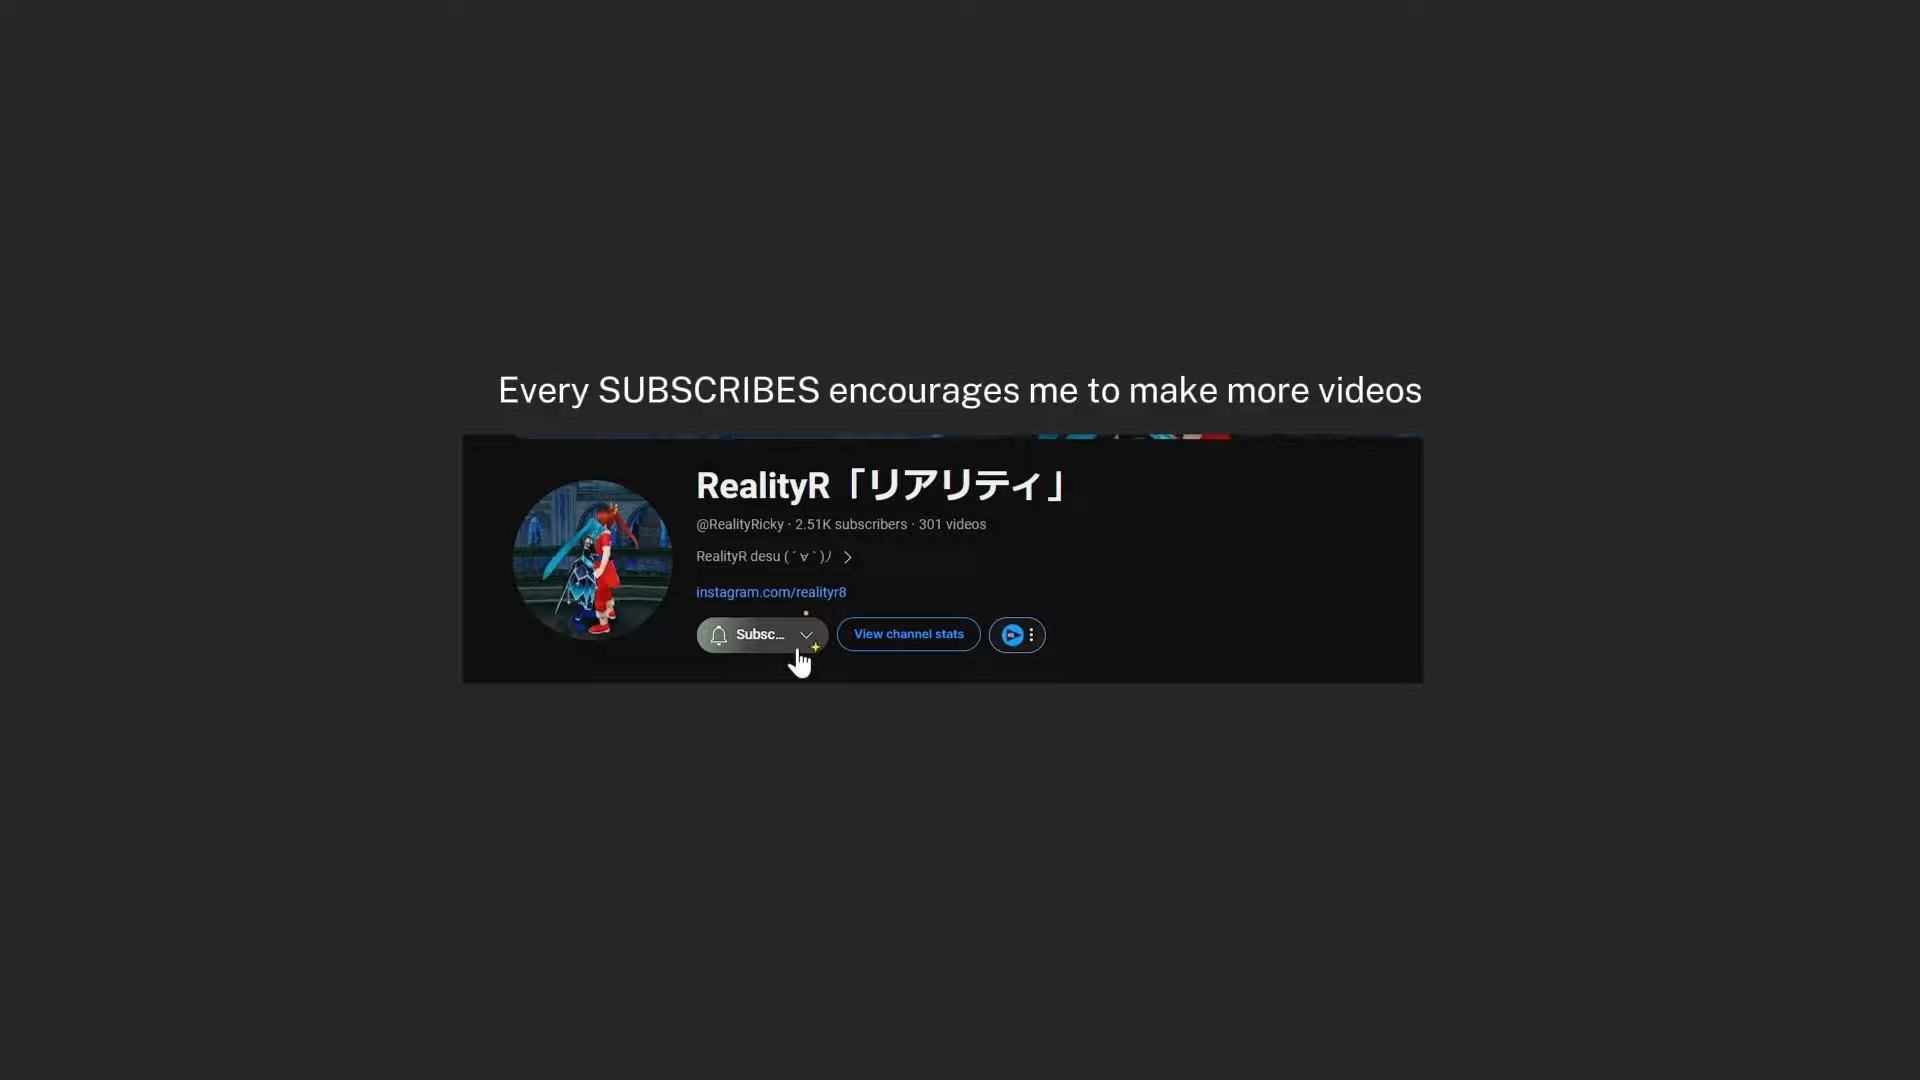 Every SUBSCRIBES encourages me to make more videos
RealityR「リアリティ」
@RealityRicky · 2.51K subscribers · 301 videos
RealityR desu ( ´ ∀ ` )ﾉ
instagram.com/realityr8
Subsc...
View channel stats